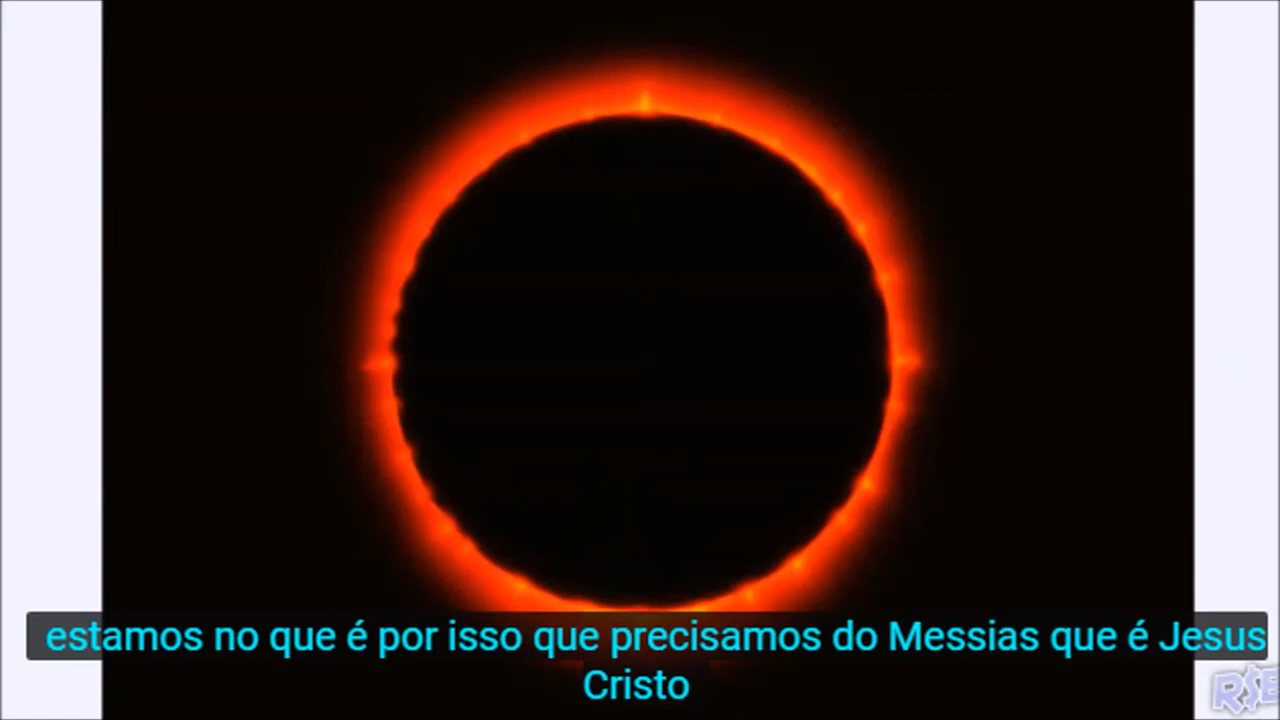 estamos no que é por isso que precisamos do Messias que é Jesus
Cristo